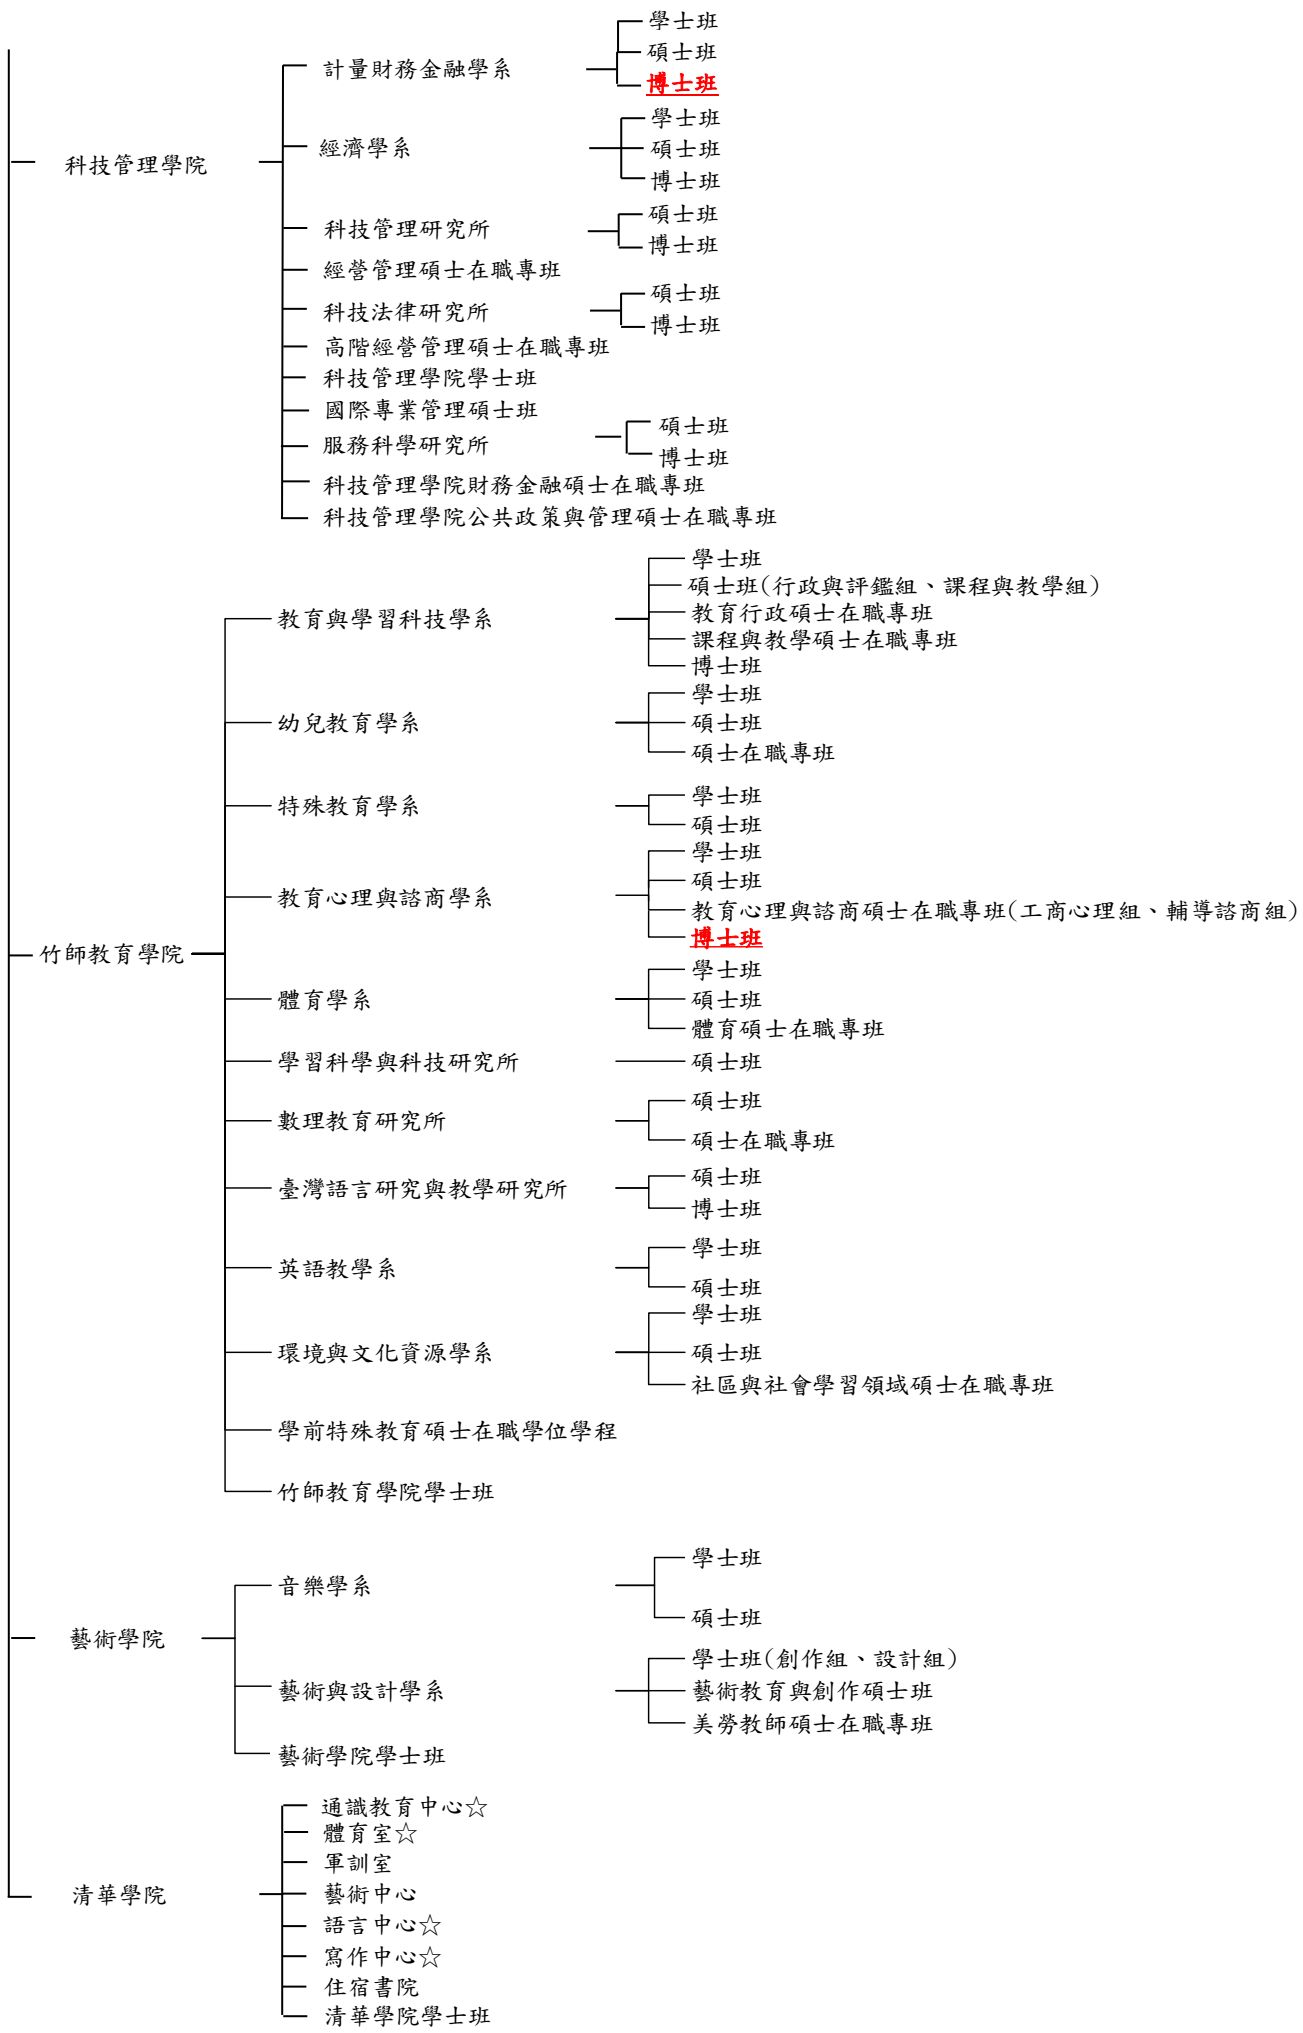 學士班
碩士班
計量財務金融學系
博士班
學士班
經濟學系
碩士班
科技管理學院
博士班
碩士班
科技管理研究所
博士班
經營管理碩士在職專班
碩士班
科技法律研究所
博士班
高階經營管理碩士在職專班
科技管理學院學士班
國際專業管理碩士班
碩士班
服務科學研究所
博士班
科技管理學院財務金融碩士在職專班
科技管理學院公共政策與管理碩士在職專班
學士班
碩士班(行政與評鑑組、課程與教學組)
教育與學習科技學系
教育行政碩士在職專班
課程與教學碩士在職專班
博士班
學士班
幼兒教育學系
碩士班
碩士在職專班
學士班
特殊教育學系
碩士班
學士班
碩士班
教育心理與諮商學系
教育心理與諮商碩士在職專班(工商心理組、輔導諮商組)
博士班
竹師教育學院
學士班
體育學系
碩士班
體育碩士在職專班
學習科學與科技研究所
碩士班
碩士班
數理教育研究所
碩士在職專班
碩士班
臺灣語言研究與教學研究所
博士班
學士班
英語教學系
碩士班
學士班
環境與文化資源學系
碩士班
社區與社會學習領域碩士在職專班
學前特殊教育碩士在職學位學程
竹師教育學院學士班
學士班
音樂學系
碩士班
藝術學院
學士班(創作組、設計組)
藝術與設計學系
藝術教育與創作碩士班
美勞教師碩士在職專班
藝術學院學士班
通識教育中心☆
體育室☆
軍訓室
清華學院
藝術中心
語言中心☆
寫作中心☆
住宿書院
清華學院學士班